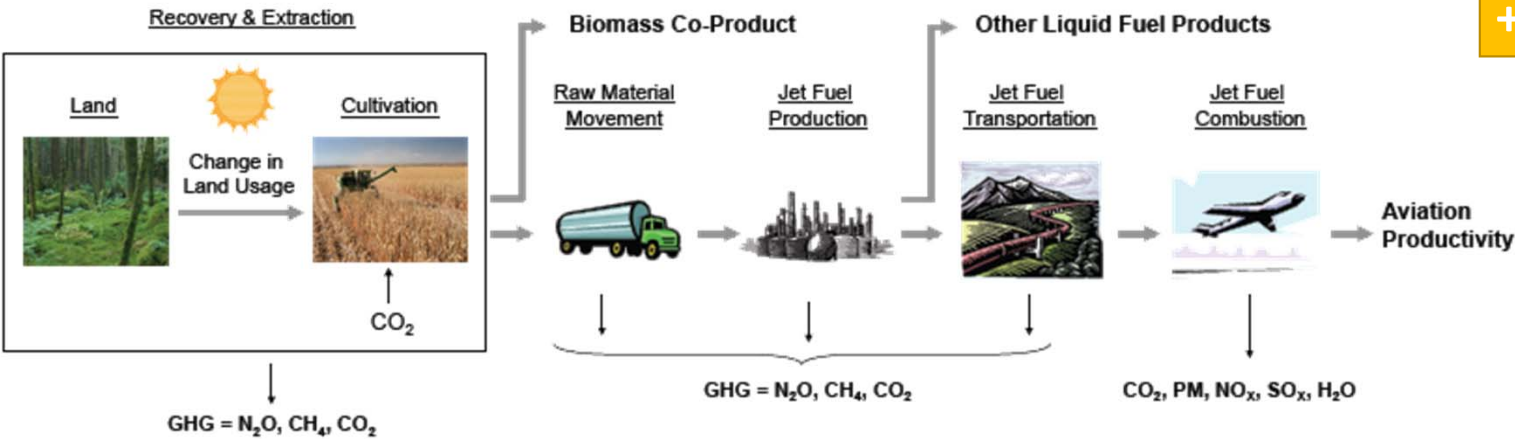 Recovery & Extraction
Land
Change in
Land Usage
Cultivation
CO₂
GHG = N₂O, CH₄, CO₂
Biomass Co-Product
Other Liquid Fuel Products
Raw Material
Movement
Jet Fuel
Production
Jet Fuel
Transportation
Jet Fuel
Combustion
Aviation
Productivity
GHG = N₂O, CH₄, CO₂
CO₂, PM, NOₓ, SOₓ, H₂O
+